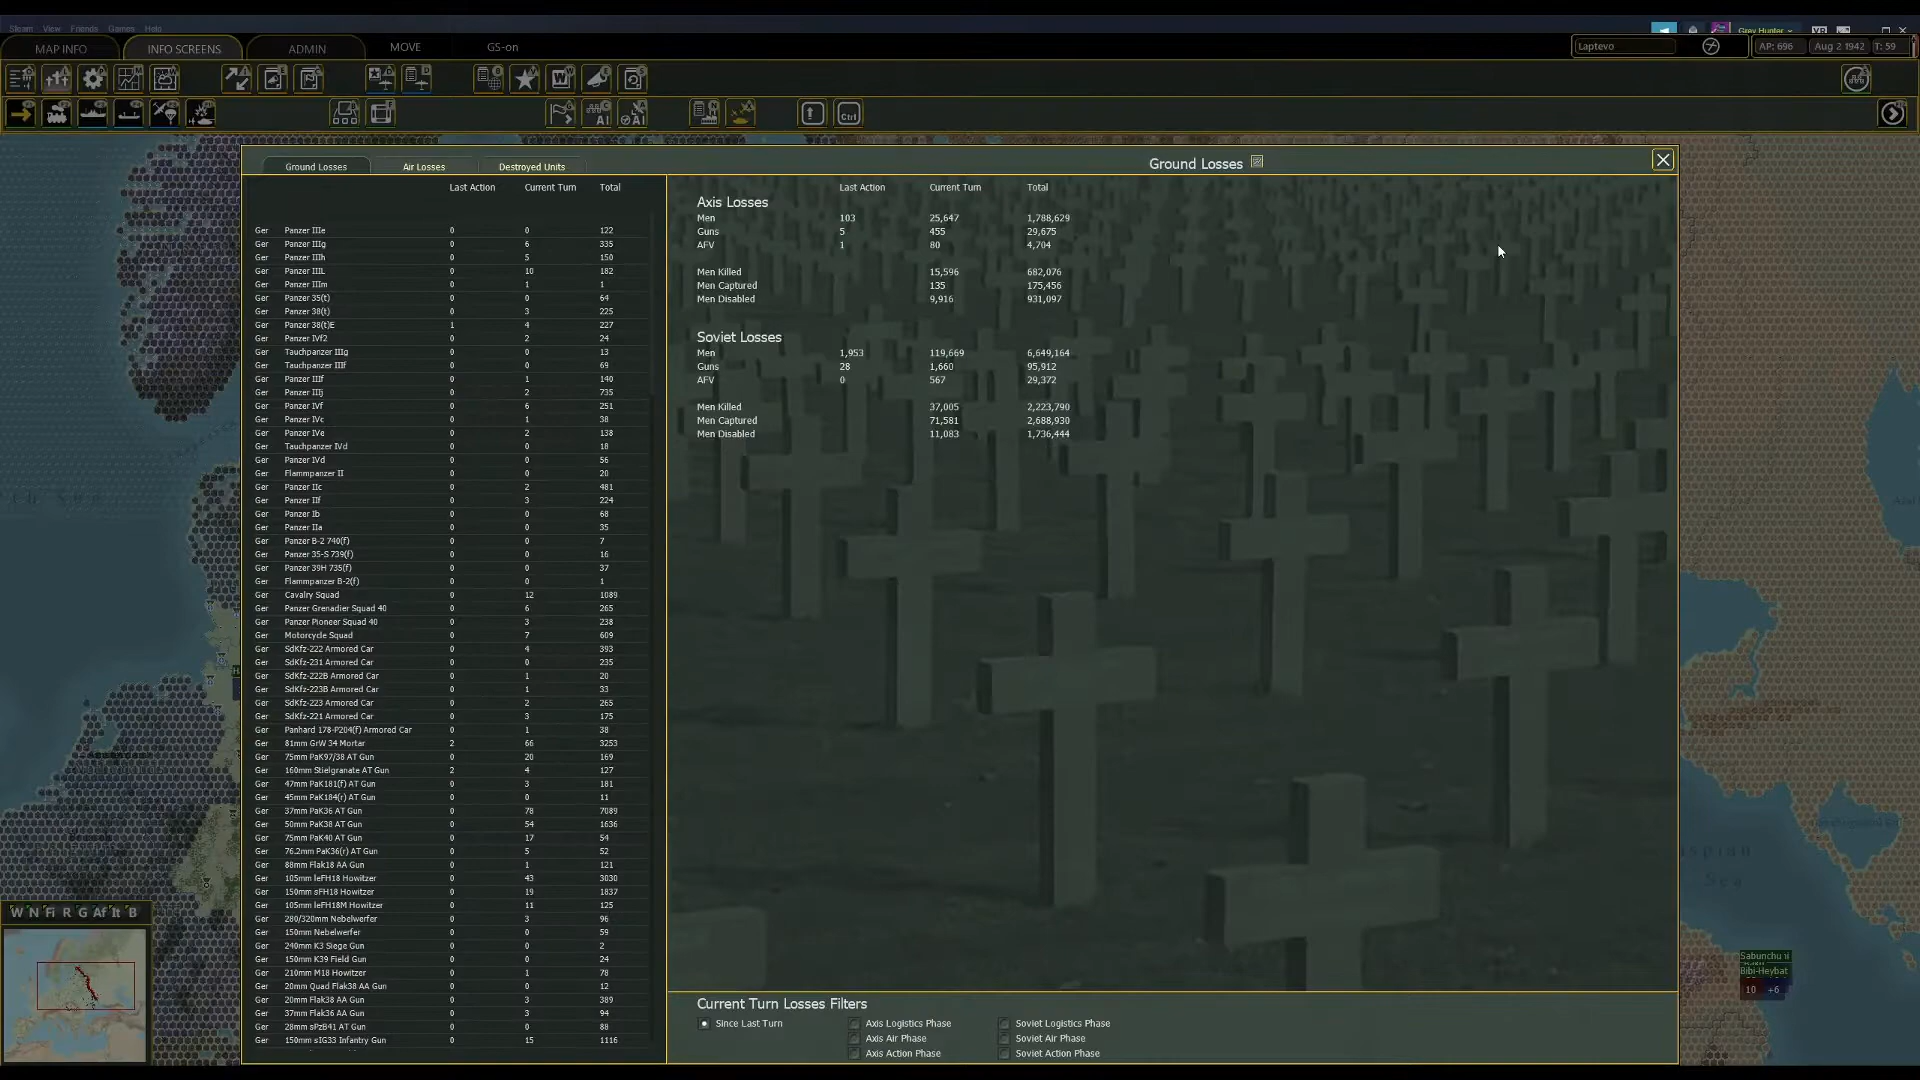 Steam View Friends Games Help
Grey Hunter
MAP INFO INFO SCREENS ADMIN MOVE GS-on
Laptevo AP: 696 Aug 2 1942 T: 59
Ctrl
Ground Losses Air Losses Destroyed Units
Ground Losses
Last Action Current Turn Total
Ger Panzer IIIe 0 0 122
Ger Panzer IIIg 0 6 335
Ger Panzer IIIh 0 5 150
Ger Panzer IIIL 0 10 182
Ger Panzer IIIm 0 1 1
Ger Panzer 35(t) 0 0 64
Ger Panzer 38(t) 0 3 225
Ger Panzer 38(t)E 1 4 227
Ger Panzer IVf2 0 2 24
Ger Tauchpanzer IIIg 0 0 13
Ger Tauchpanzer IIIf 0 0 69
Ger Panzer IIIf 0 1 140
Ger Panzer IIIj 0 2 735
Ger Panzer IVf 0 6 251
Ger Panzer IVc 0 1 38
Ger Panzer IVe 0 2 138
Ger Tauchpanzer IVd 0 0 18
Ger Panzer IVd 0 0 56
Ger Flammpanzer II 0 0 20
Ger Panzer IIc 0 2 481
Ger Panzer IIf 0 3 224
Ger Panzer Ib 0 0 68
Ger Panzer IIa 0 0 35
Ger Panzer B-2 740(f) 0 0 7
Ger Panzer 35-S 739(f) 0 0 16
Ger Panzer 39H 735(f) 0 0 37
Ger Flammpanzer B-2(f) 0 0 1
Ger Cavalry Squad 0 12 1089
Ger Panzer Grenadier Squad 40 0 6 265
Ger Panzer Pioneer Squad 40 0 3 238
Ger Motorcycle Squad 0 7 609
Ger SdKfz-222 Armored Car 0 4 393
Ger SdKfz-231 Armored Car 0 0 235
Ger SdKfz-222B Armored Car 0 1 20
Ger SdKfz-223B Armored Car 0 1 33
Ger SdKfz-223 Armored Car 0 2 265
Ger SdKfz-221 Armored Car 0 3 175
Ger Panhard 178-P204(f) Armored Car 0 1 38
Ger 81mm GrW 34 Mortar 2 66 3253
Ger 75mm PaK97/38 AT Gun 0 20 169
Ger 160mm Stielgranate AT Gun 2 4 127
Ger 47mm PaK181(f) AT Gun 0 3 181
Ger 45mm PaK184(r) AT Gun 0 0 11
Ger 37mm PaK36 AT Gun 0 78 7089
Ger 50mm PaK38 AT Gun 0 54 1636
Ger 75mm PaK40 AT Gun 0 17 54
Ger 76.2mm PaK36(r) AT Gun 0 5 52
Ger 88mm Flak18 AA Gun 0 1 121
Ger 105mm leFH18 Howitzer 0 43 3030
Ger 150mm sFH18 Howitzer 0 19 1837
Ger 105mm leFH18M Howitzer 0 11 125
Ger 280/320mm Nebelwerfer 0 3 96
Ger 150mm Nebelwerfer 0 0 59
Ger 240mm K3 Siege Gun 0 0 2
Ger 150mm K39 Field Gun 0 0 24
Ger 210mm M18 Howitzer 0 1 78
Ger 20mm Quad Flak38 AA Gun 0 0 12
Ger 20mm Flak38 AA Gun 0 3 389
Ger 37mm Flak36 AA Gun 0 3 94
Ger 28mm sPzB41 AT Gun 0 0 88
Ger 150mm sIG33 Infantry Gun 0 15 1116
Last Action Current Turn Total
Axis Losses
Men 103 25,647 1,788,629
Guns 5 455 29,675
AFV 1 80 4,704
Men Killed 15,596 682,076
Men Captured 135 175,456
Men Disabled 9,916 931,097
Soviet Losses
Men 1,953 119,669 6,649,164
Guns 28 1,660 95,912
AFV 0 567 29,372
Men Killed 37,005 2,223,790
Men Captured 71,581 2,688,930
Men Disabled 11,083 1,736,444
Current Turn Losses Filters
Since Last Turn Axis Logistics Phase Soviet Logistics Phase
Axis Air Phase Soviet Air Phase
Axis Action Phase Soviet Action Phase
W N Fi R G Af It B
Sabunchu
Bibi-Heybat
10 +6